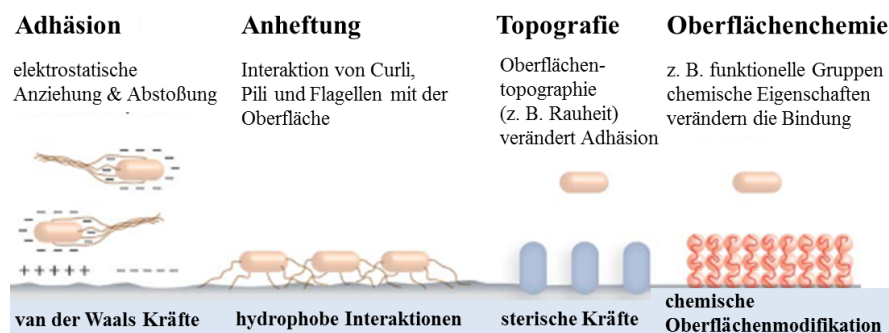 Adhäsion
elektrostatische
Anziehung & Abstoßung
Anheftung
Interaktion von Curli,
Pili und Flagellen mit der
Oberfläche
Topografie
Oberflächen-
topographie
(z. B. Rauheit)
verändert Adhäsion
Oberflächenchemie
z. B. funktionelle Gruppen
chemische Eigenschaften
verändern die Bindung
+ + + + + - - - - -
van der Waals Kräfte
hydrophobe Interaktionen
sterische Kräfte
chemische
Oberflächenmodifikation